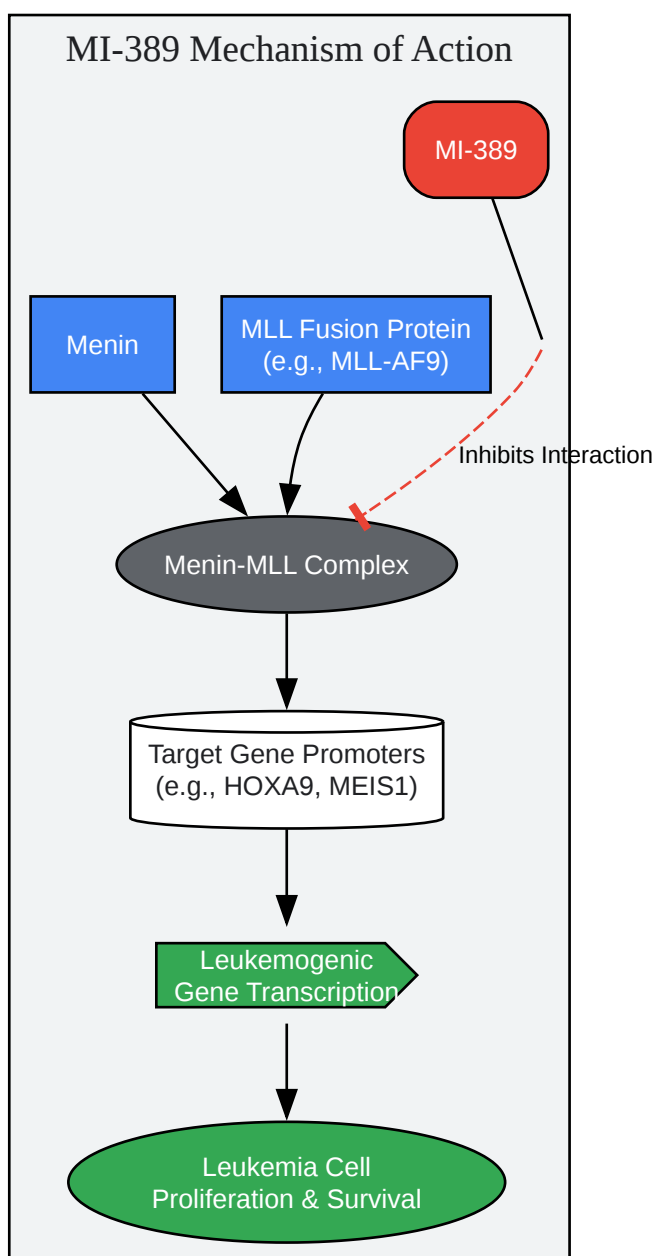 MI-389 Mechanism of Action
MI-389
Menin
MLL Fusion Protein
(e.g., MLL-AF9)
Inhibits Interaction
Menin-MLL Complex
Target Gene Promoters
(e.g., HOXA9, MEIS1)
Leukemogenic
Gene Transcription
Leukemia Cell
Proliferation & Survival